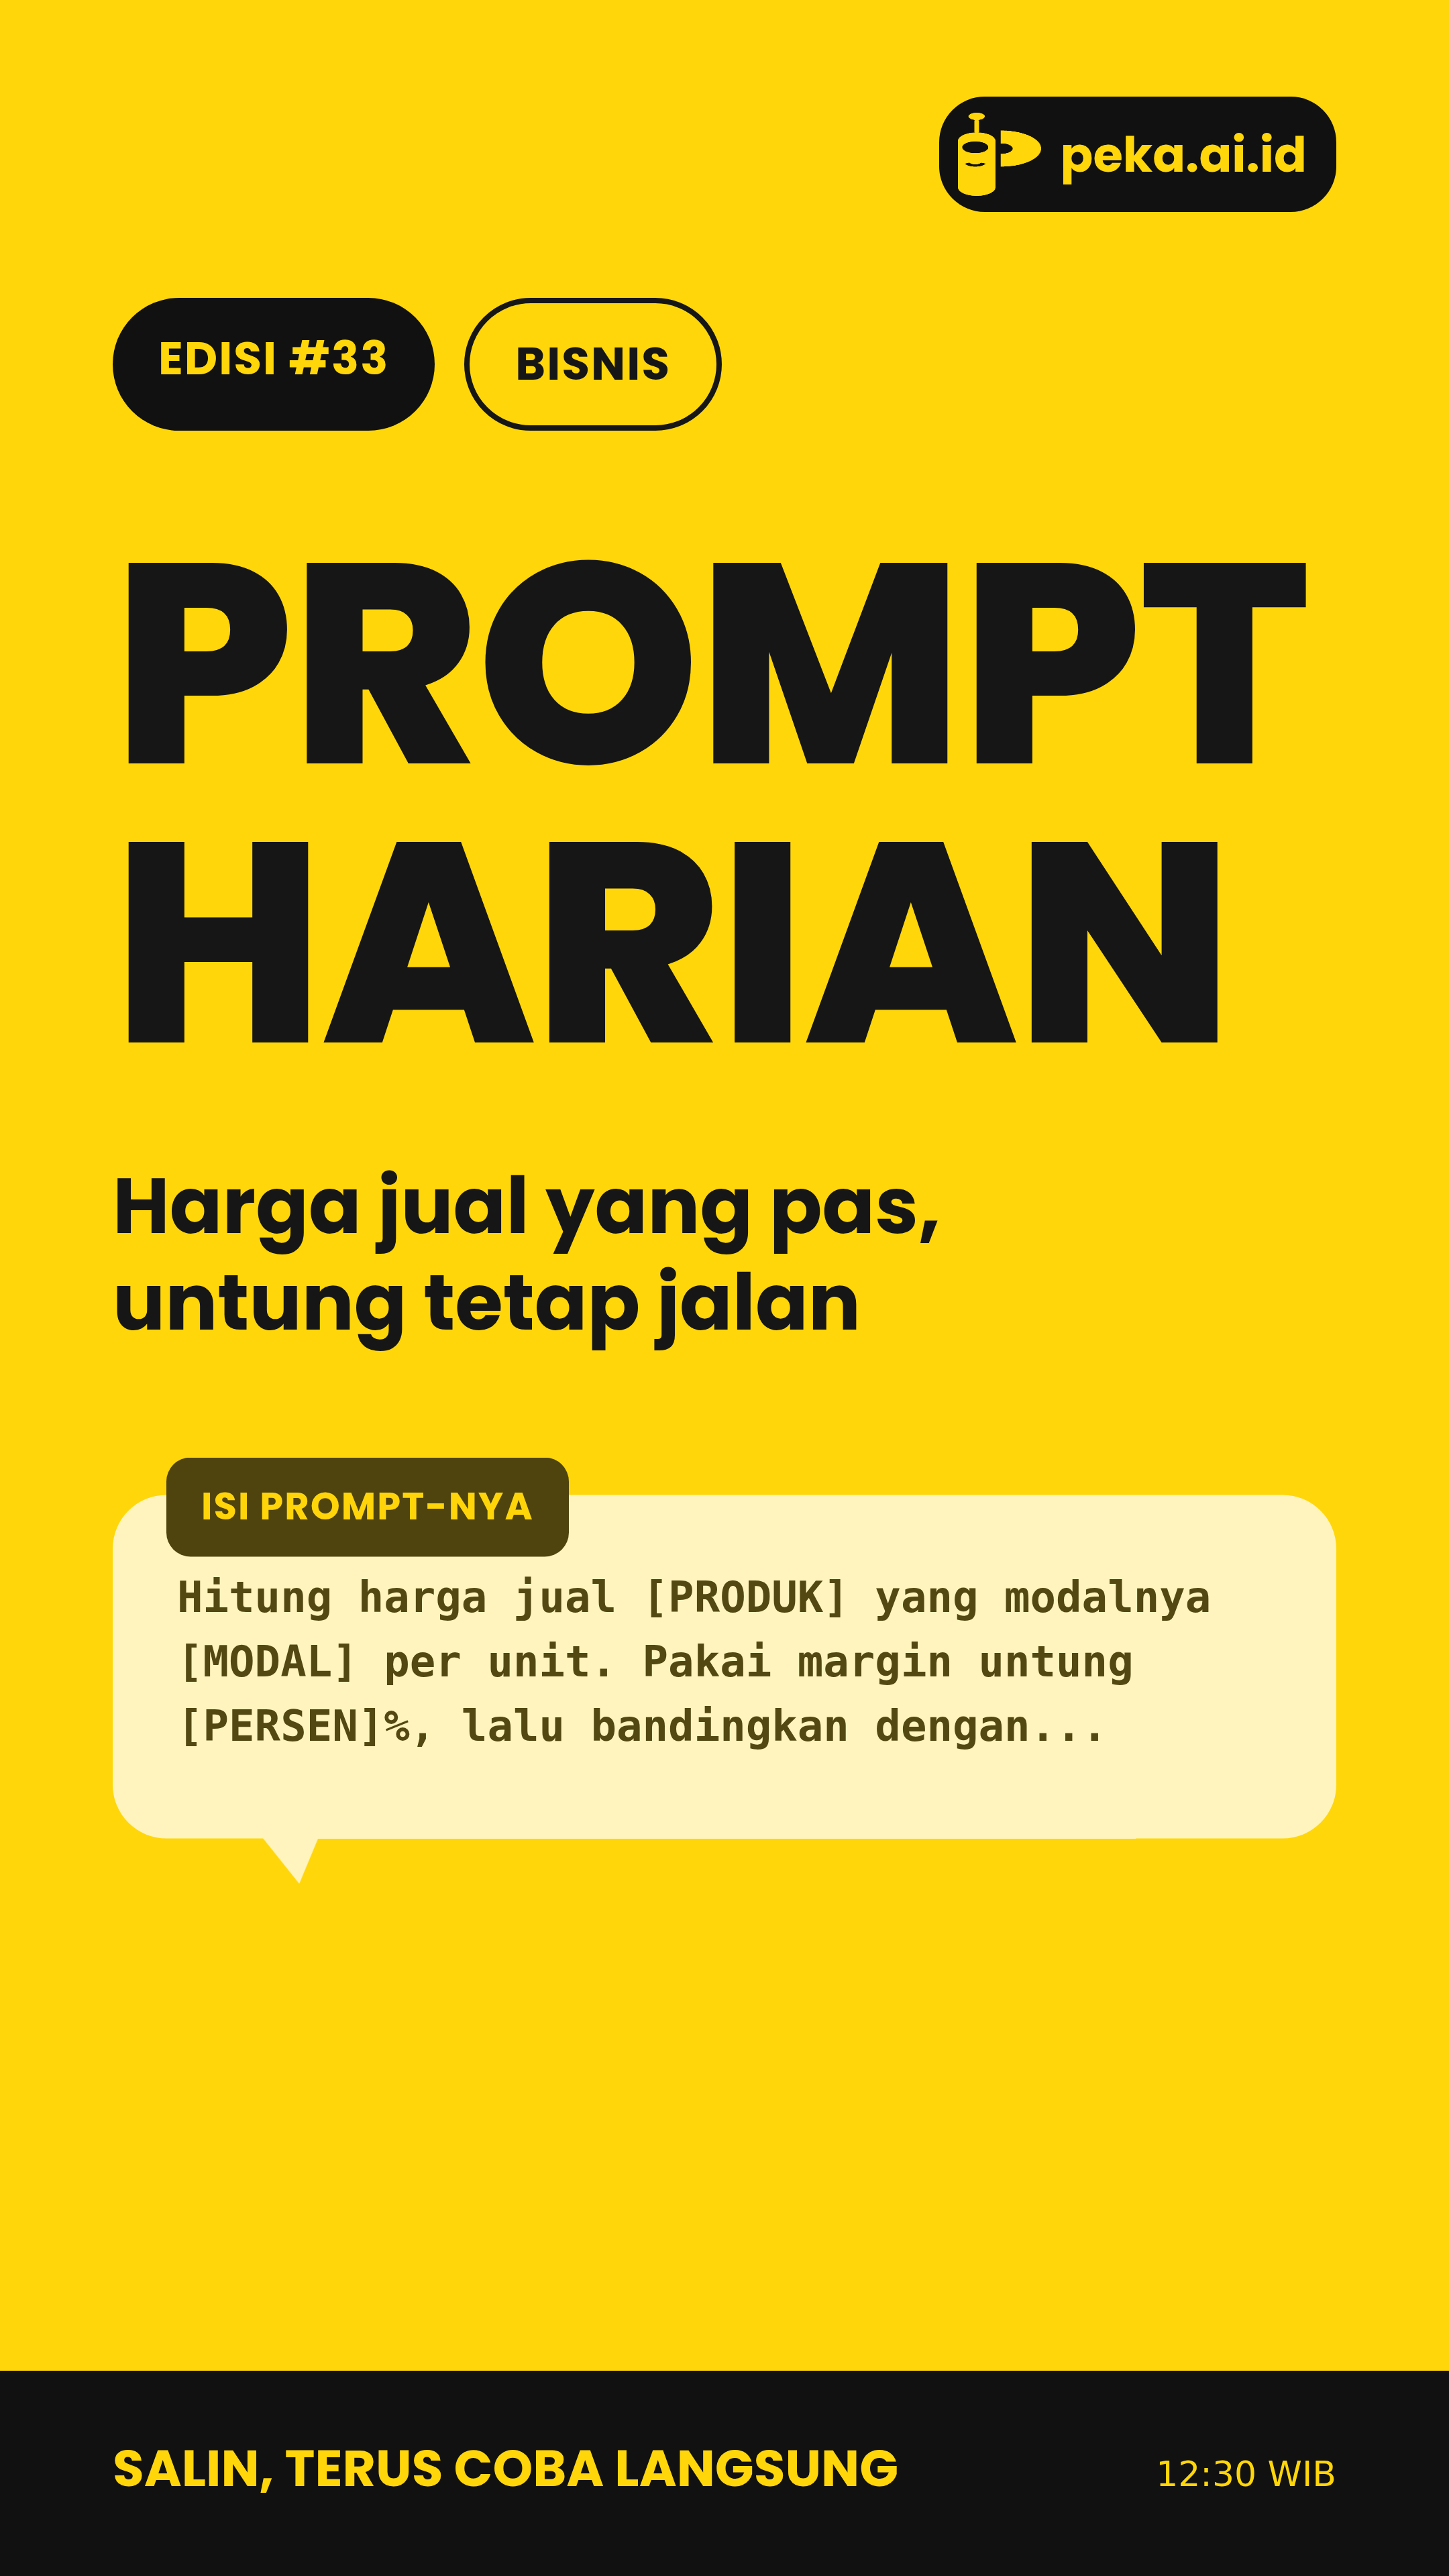 peka.ai.id
EDISI #33
BISNIS
PROMPT
HARIAN
Harga jual yang pas,
untung tetap jalan
ISI PROMPT-NYA
Hitung harga jual [PRODUK] yang modalnya
[MODAL] per unit. Pakai margin untung
[PERSEN]%, lalu bandingkan dengan...
SALIN, TERUS COBA LANGSUNG
12:30 WIB